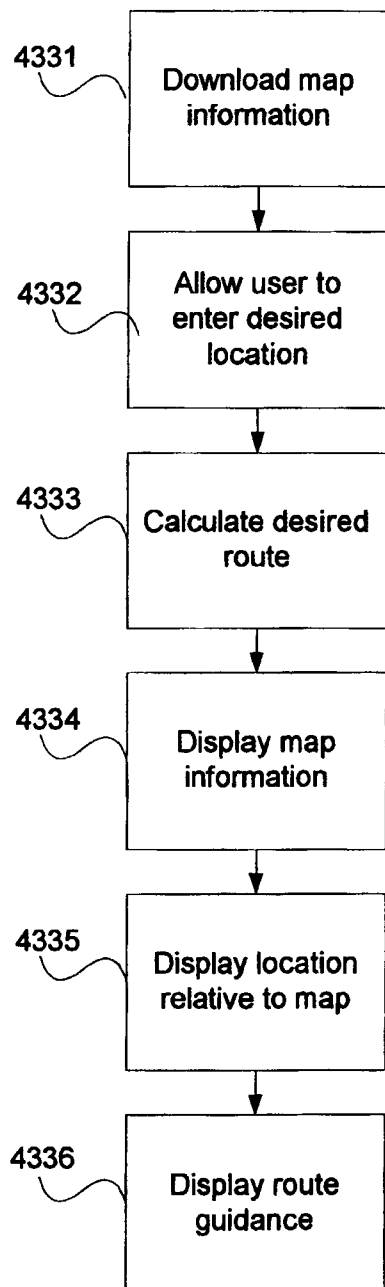 4331
Download map
information
4332
Allow user to
enter desired
location
4333
Calculate desired
route
4334
Display map
information
4335
Display location
relative to map
4336
Display route
guidance